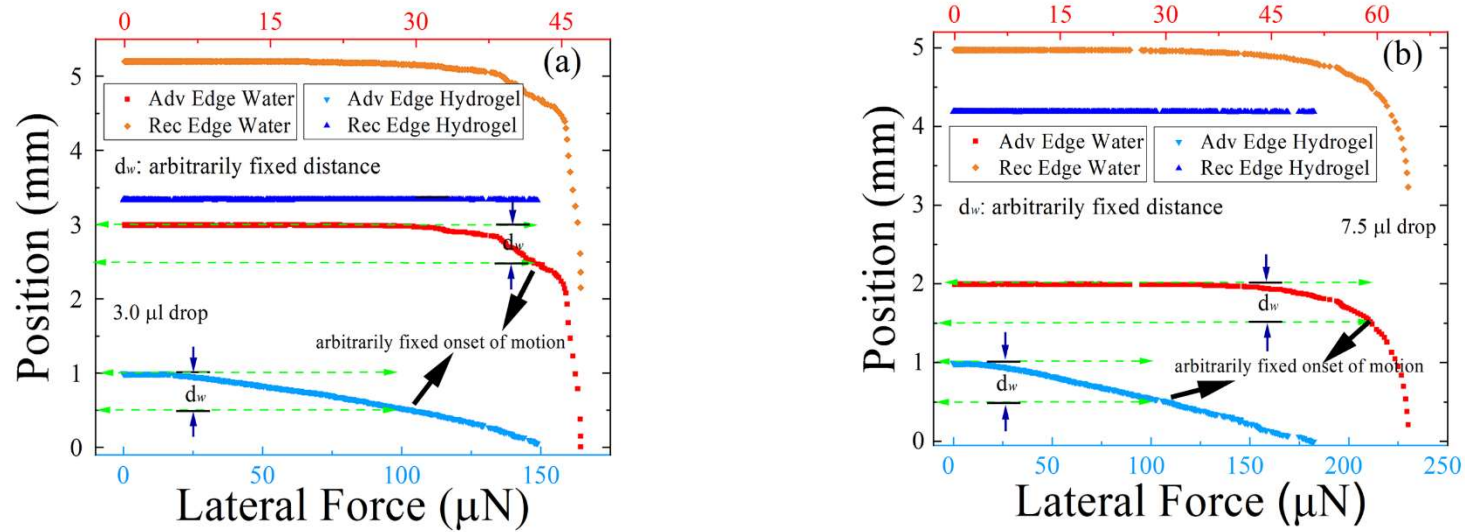 0 15 30 45
(a)
5
4
3
2
1
0
Position (mm)
Adv Edge Water
Rec Edge Water
Adv Edge Hydrogel
Rec Edge Hydrogel
dw: arbitrarily fixed distance
dw
3.0 µl drop
arbitrarily fixed onset of motion
dw
0 50 100 150
Lateral Force (µN)
0 15 30 45 60
(b)
5
4
3
2
1
0
Position (mm)
Adv Edge Water
Rec Edge Water
Adv Edge Hydrogel
Rec Edge Hydrogel
dw: arbitrarily fixed distance
7.5 µl drop
dw
arbitrarily fixed onset of motion
dw
0 50 100 150 200 250
Lateral Force (µN)